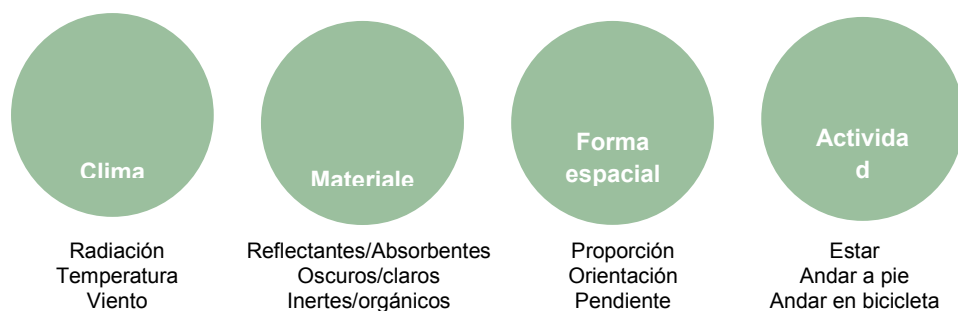 Clima
Radiación
Temperatura
Viento
Materiale
Reflectantes/Absorbentes
Oscuros/claros
Inertes/orgánicos
Forma
espacial
Proporción
Orientación
Pendiente
Activida
d
Estar
Andar a pie
Andar en bicicleta